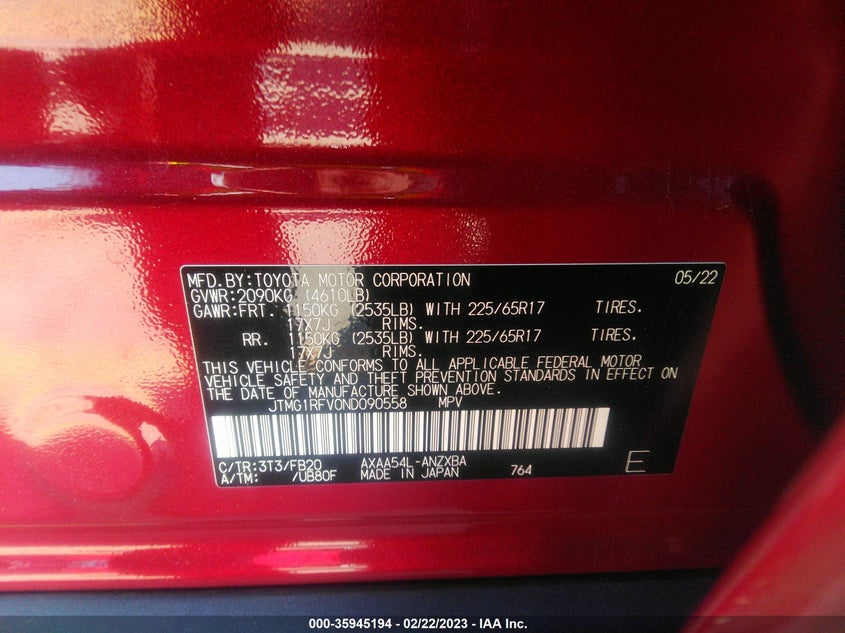 MFD.BY:TOYOTA MOTOR CORPORATION 05/22
GVWR:2090KG (4610LB)
GAWR:FRT. 1150KG (2535LB) WITH 225/65R17 TIRES.
17X7J RIMS.
RR. 1150KG (2535LB) WITH 225/65R17 TIRES.
17X7J RIMS.
THIS VEHICLE CONFORMS TO ALL APPLICABLE FEDERAL MOTOR
VEHICLE SAFETY AND THEFT PREVENTION STANDARDS IN EFFECT ON
THE DATE OF MANUFACTURE SHOWN ABOVE.
JTMG1RFV0ND090558 MPV
C/TR:3T3/FB20 AXAA54L-ANZXBA
A/TM: /UB80F MADE IN JAPAN 764 E
000-35945194 - 02/22/2023 - IAA Inc.